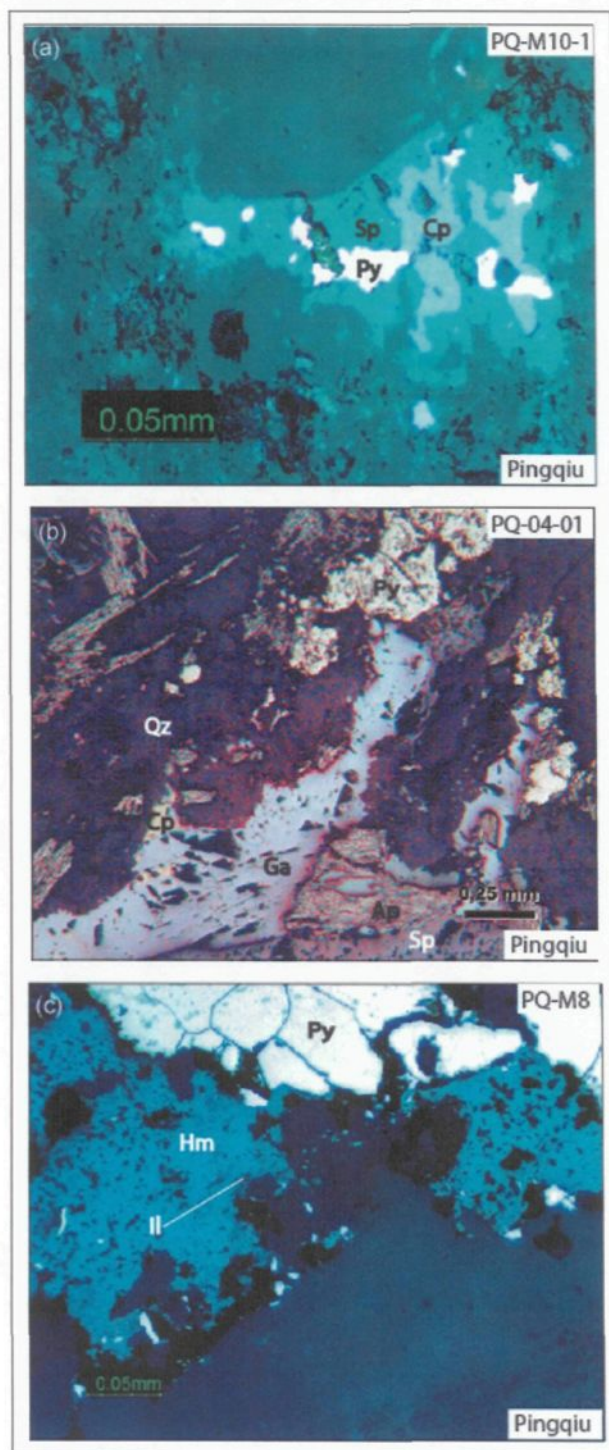 (a)
PQ-M10-1
Sp
Cp
Py
0.05mm
Pingqiu
(b)
PQ-04-01
Py
Qz
Cp
Ga
Ap
0.25 mm
Sp
Pingqiu
(c)
PQ-M8
Py
Hm
Il
0.05mm
Pingqiu